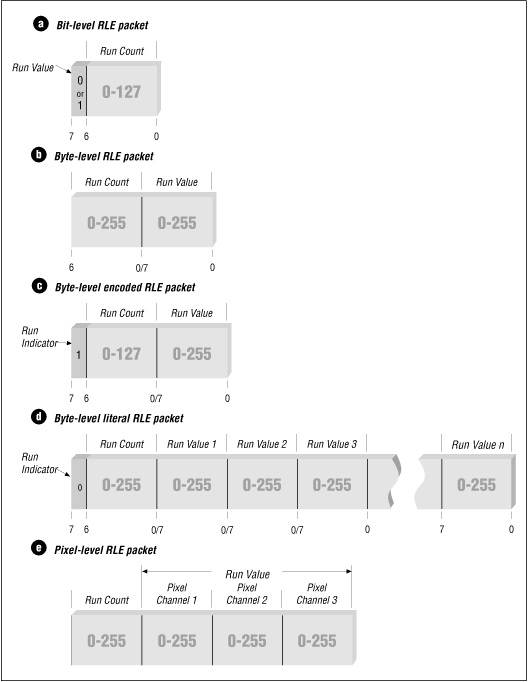 a Bit-level RLE packet
Run Count
Run Value
0
or
1
0-127
7 6 0
b Byte-level RLE packet
Run Count Run Value
0-255 0-255
6 0/7 0
c Byte-level encoded RLE packet
Run Count Run Value
Run
Indicator
1 0-127 0-255
7 6 0/7 0
d Byte-level literal RLE packet
Run Count Run Value 1 Run Value 2 Run Value 3 Run Value n
Run
Indicator
0 0-255 0-255 0-255 0-255 0-255
7 6 0/7 0/7 0/7 0 7 0
e Pixel-level RLE packet
Run Value
Run Count Pixel Channel 1 Pixel Channel 2 Pixel Channel 3
0-255 0-255 0-255 0-255